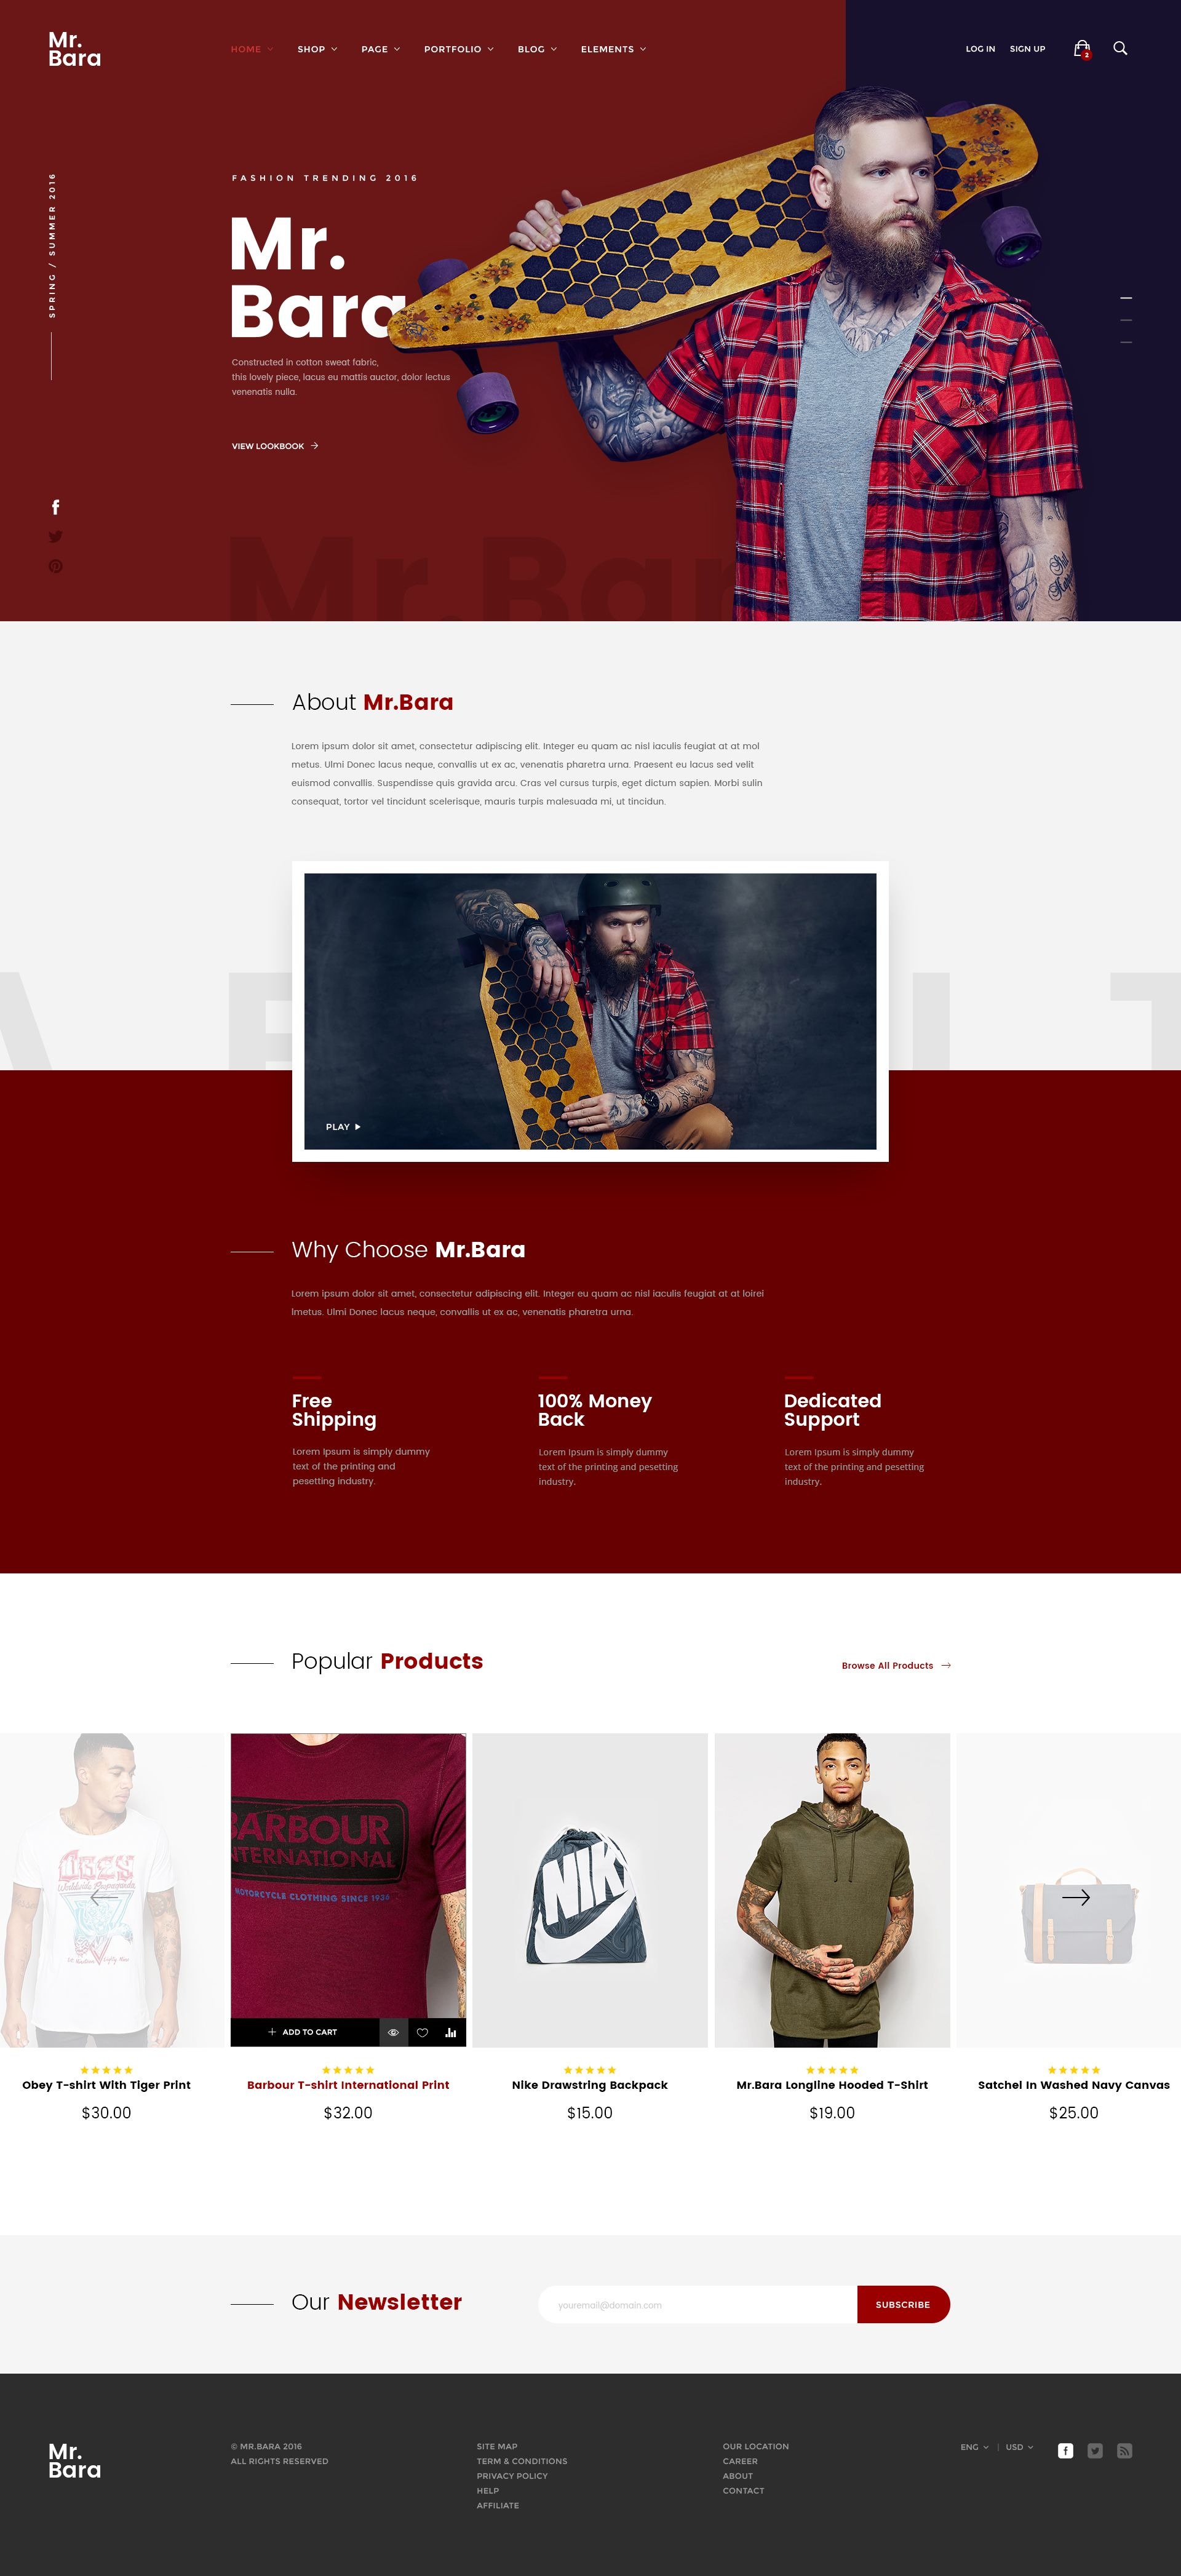 Mr.
Bara
HOME
SHOP
PAGE
PORTFOLIO
BLOG
ELEMENTS
LOG IN
SIGN UP
2
SPRING / SUMMER 2016
FASHION TRENDING 2016
Mr.
Bara
Constructed in cotton sweat fabric,
this lovely piece, lacus eu mattis auctor, dolor lectus
venenatis nulla.
VIEW LOOKBOOK
Mr. Bar
About Mr.Bara
Lorem ipsum dolor sit amet, consectetur adipiscing elit. Integer eu quam ac nisl iaculis feugiat at at mol
metus. Ulmi Donec lacus neque, convallis ut ex ac, venenatis pharetra urna. Praesent eu lacus sed velit
euismod convallis. Suspendisse quis gravida arcu. Cras vel cursus turpis, eget dictum sapien. Morbi sulin
consequat, tortor vel tincidunt scelerisque, mauris turpis malesuada mi, ut tincidun.
PLAY
Why Choose Mr.Bara
Lorem ipsum dolor sit amet, consectetur adipiscing elit. Integer eu quam ac nisl iaculis feugiat at at loirei
lmetus. Ulmi Donec lacus neque, convallis ut ex ac, venenatis pharetra urna.
Free
Shipping
Lorem Ipsum is simply dummy
text of the printing and
pesetting industry.
100% Money
Back
Lorem Ipsum is simply dummy
text of the printing and pesetting
industry.
Dedicated
Support
Lorem Ipsum is simply dummy
text of the printing and pesetting
industry.
Popular Products
Browse All Products
OBEY
Worldwide Propaganda
BARBOUR
INTERNATIONAL
MOTORCYCLE CLOTHING SINCE 1936
NIK
ADD TO CART
Obey T-shirt With Tiger Print
$30.00
Barbour T-shirt International Print
$32.00
Nike Drawstring Backpack
$15.00
Mr.Bara Longline Hooded T-Shirt
$19.00
Satchel In Washed Navy Canvas
$25.00
Our Newsletter
youremail@domain.com
SUBSCRIBE
Mr.
Bara
© MR.BARA 2016
ALL RIGHTS RESERVED
SITE MAP
TERM & CONDITIONS
PRIVACY POLICY
HELP
AFFILIATE
OUR LOCATION
CAREER
ABOUT
CONTACT
ENG
USD